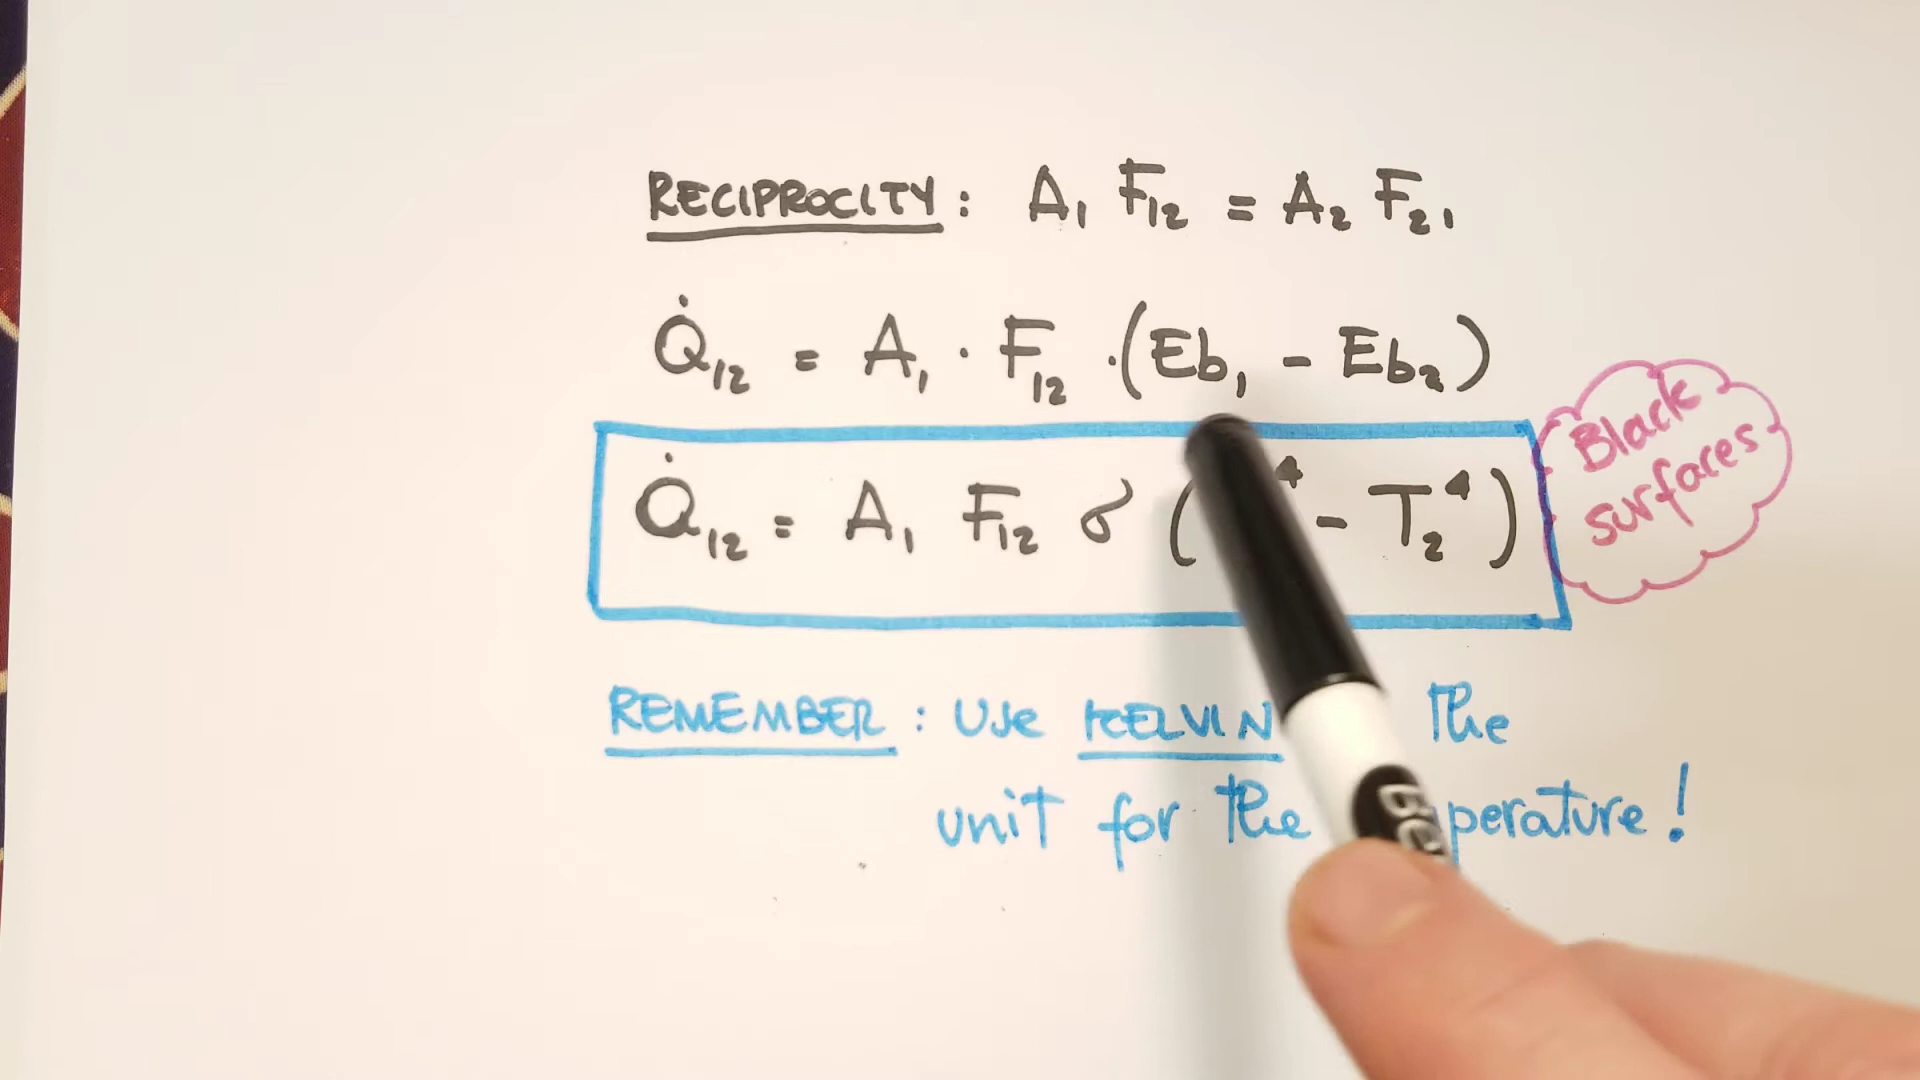 RECIPROCITY: A₁ F₁₂ = A₂ F₂₁
Q̇₁₂ = A₁ · F₁₂ · (Eb₁ - Eb₂)
Q̇₁₂ = A₁ F₁₂ σ ( ⁴ - T₂⁴)
Black
surfaces
REMEMBER: Use KELVIN the
unit for the